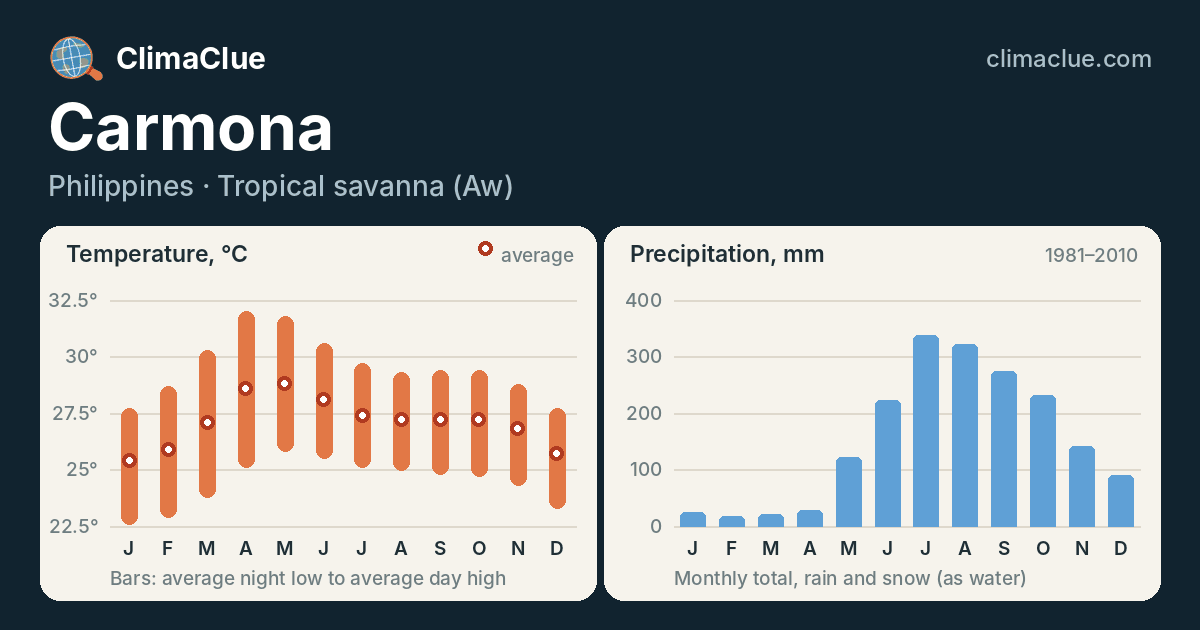 ClimaClue
climaclue.com
Carmona
Philippines · Tropical savanna (Aw)
Temperature, °C
average
32.5°
30°
27.5°
25°
22.5°
J F M A M J J A S O N D
Bars: average night low to average day high
Precipitation, mm
1981–2010
400
300
200
100
0
J F M A M J J A S O N D
Monthly total, rain and snow (as water)